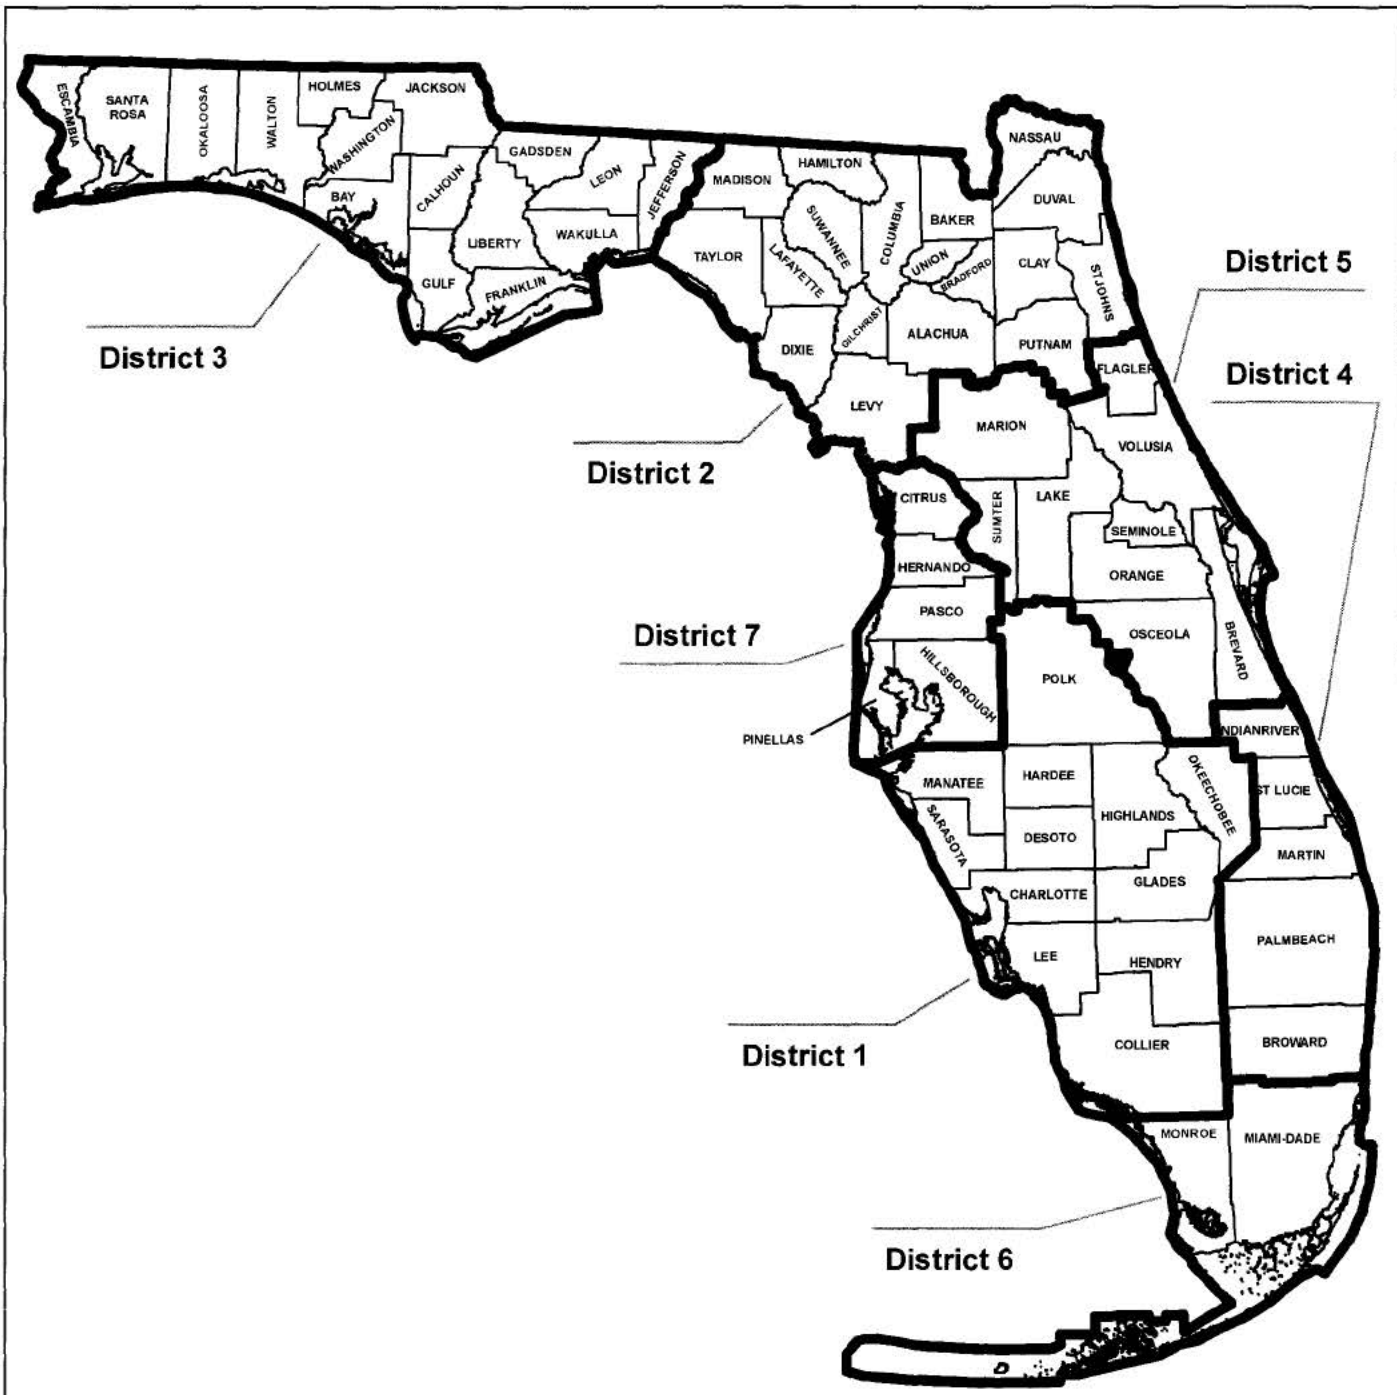 ESCAMBIA
SANTA
ROSA
OKALOOSA
WALTON
HOLMES
WASHINGTON
JACKSON
BAY
CALHOUN
GULF
LIBERTY
GADSDEN
FRANKLIN
LEON
WAKULLA
JEFFERSON
District 3
MADISON
TAYLOR
HAMILTON
SUWANNEE
LAFAYETTE
COLUMBIA
BAKER
UNION
BRADFORD
NASSAU
DUVAL
CLAY
ST JOHNS
PUTNAM
ALACHUA
GILCHRIST
DIXIE
LEVY
District 2
District 5
District 4
FLAGLER
MARION
VOLUSIA
CITRUS
SUMTER
LAKE
SEMINOLE
ORANGE
HERNANDO
PASCO
OSCEOLA
BREVARD
District 7
HILLSBOROUGH
PINELLAS
POLK
NDIANRIVER
OKEECHOBEE
ST LUCIE
MANATEE
HARDEE
SARASOTA
DESOTO
HIGHLANDS
MARTIN
CHARLOTTE
GLADES
LEE
HENDRY
PALMBEACH
District 1
COLLIER
BROWARD
MONROE
MIAMI-DADE
District 6